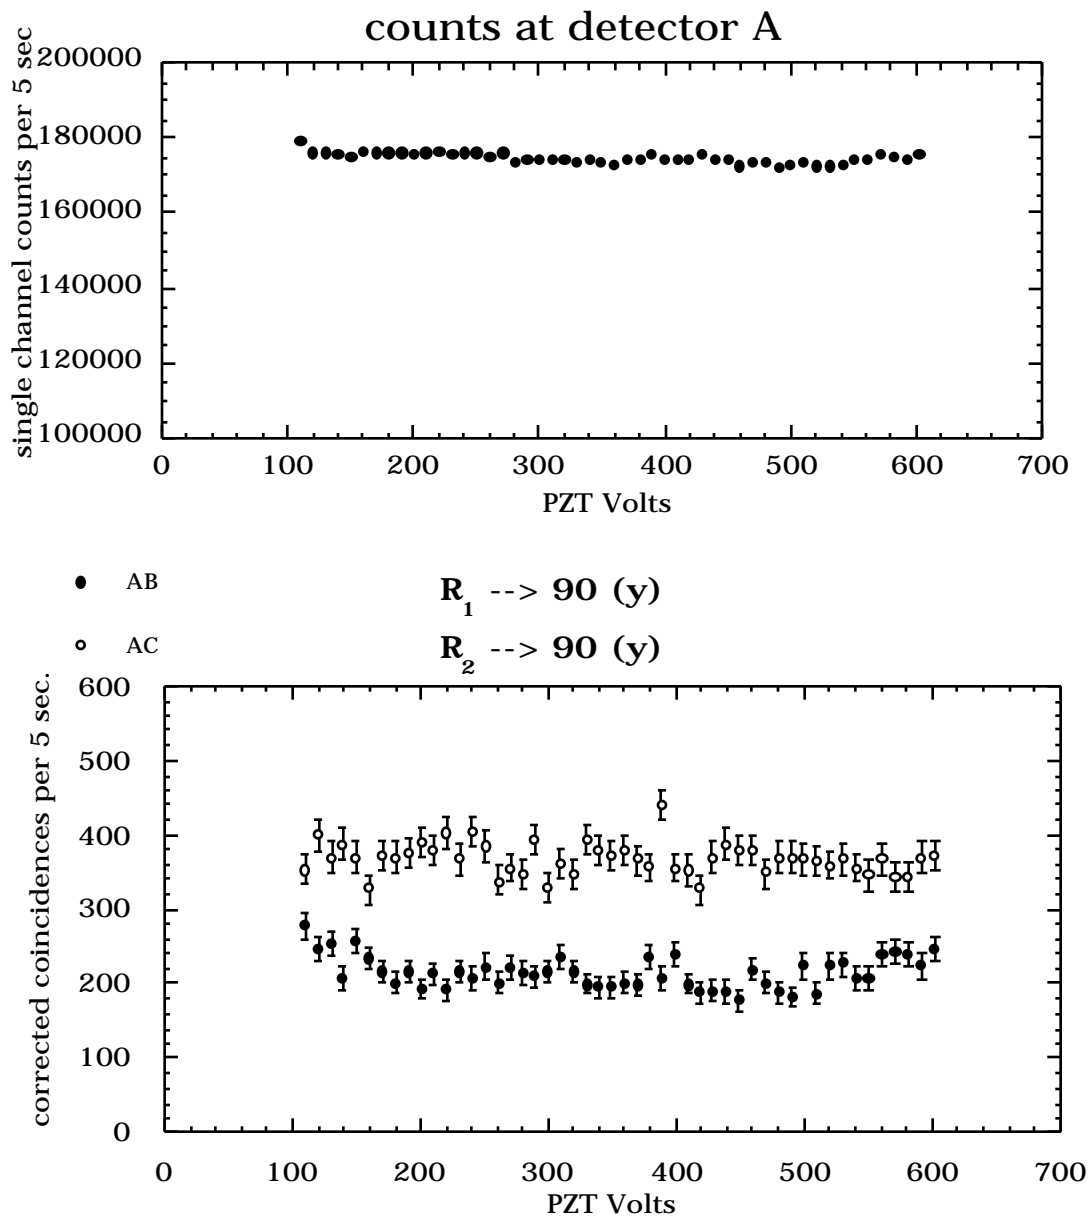 counts at detector A
single channel counts per 5 sec
200000
180000
160000
140000
120000
100000
0 100 200 300 400 500 600 700
PZT Volts
AB
R1 --> 90 (y)
AC
R2 --> 90 (y)
corrected coincidences per 5 sec.
600
500
400
300
200
100
0
0 100 200 300 400 500 600 700
PZT Volts